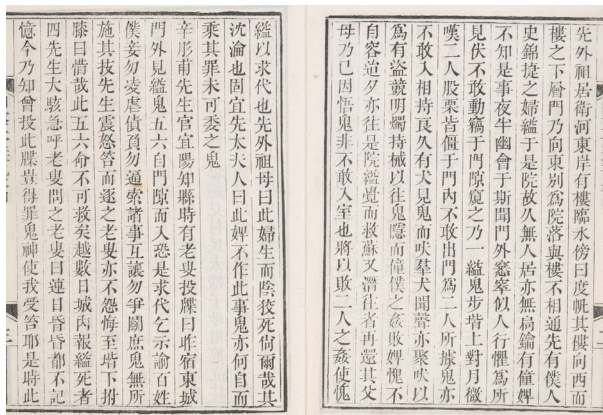 先外祖居衛河東岸有樓臨水傍曰度帆其樓向西而
樓之下層門乃向東別為院落與樓不相通先有僕人
史錦捷之婦縊于是院故久無人居亦無扃鑰有僮婢
不知是事夜半幽會于斯聞門外窸窣似人行懼為所
見伏不敢動竊于門隙窺之乃一縊鬼步堦上對月微
嘆二人股栗皆僵于門內不敢出門為二人所據鬼亦
不敢入相持良久有犬見鬼而吠羣犬聞聲亦聚吠以
為有盜競明燭持械以往鬼隱而僮僕之姦敗婢愧不
自容迨夕亦往是院縊覺而救蘇又潛往者再還其父
母乃已因悟鬼非不敢入室也將以敗二人之姦使愧
縊以求代也先外祖母曰此婦生而陰狡死尚爾哉其
沈淪也固宜先太夫人曰此婢不作此事鬼亦何自而
乘其罪未可委之鬼
辛彤甫先生官宜陽知縣時有老叟投牒曰昨宿東城
門外見縊鬼五六自門隙而入恐是求代乞示諭百姓
僕妾勿凌虐債負勿逼索諸事互讓勿爭鬬庶鬼無所
施其技先生震怒笞而逐之老叟亦不怨悔至堦下拊
膝曰惜哉此五六命不可救矣越數日城內報縊死者
四先生大駭急呼老叟問之老叟曰連日昏昏都不記
憶今乃知曾投此牒豈得罪鬼神使我受笞耶是時此